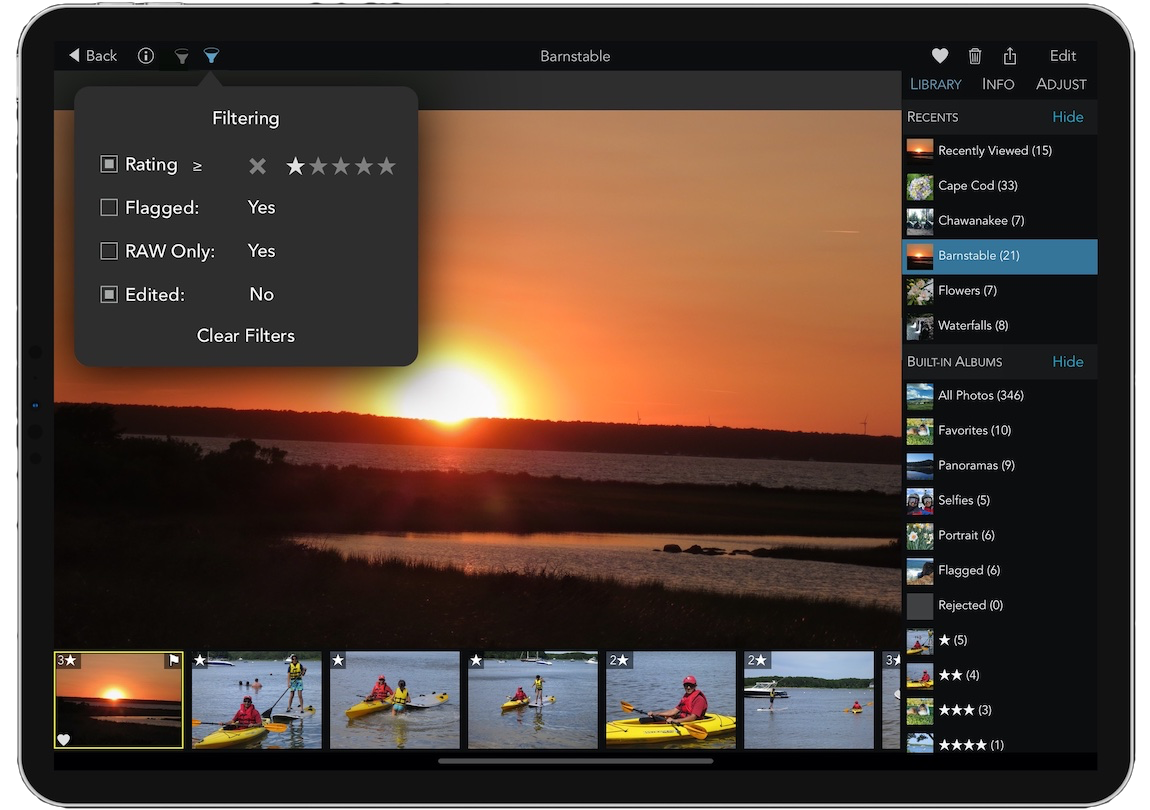 Back
Barnstable
Edit
LIBRARY INFO ADJUST
Filtering
Rating ≥ ★★★★★
Flagged: Yes
RAW Only: Yes
Edited: No
Clear Filters
RECENTS Hide
Recently Viewed (15)
Cape Cod (33)
Chawanakee (7)
Barnstable (21)
Flowers (7)
Waterfalls (8)
BUILT-IN ALBUMS Hide
All Photos (346)
Favorites (10)
Panoramas (9)
Selfies (5)
Portrait (6)
Flagged (6)
Rejected (0)
★ (5)
★★ (4)
★★★ (3)
★★★★ (1)
3★ ★ ★ ★ 2★ 2★ 3★